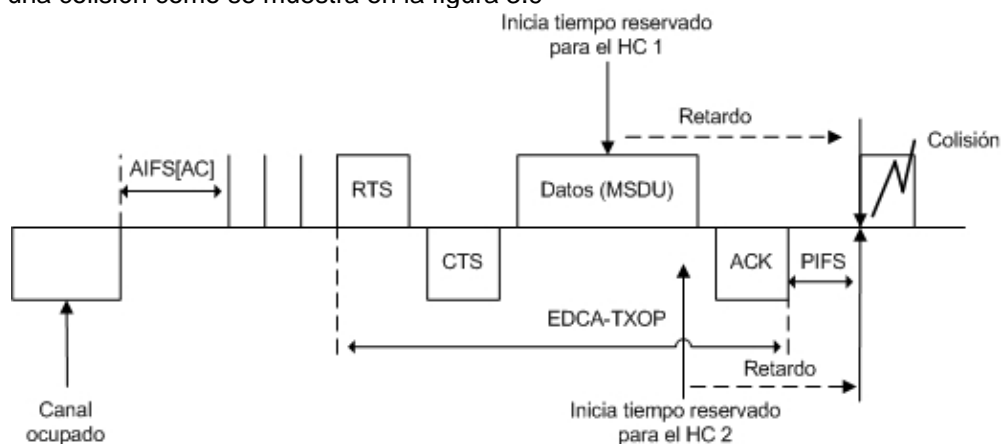 una colisión como se muestra en la figura 3.6
Inicia tiempo reservado
para el HC 1
Retardo
Colisión
AIFS[AC]
RTS
Datos (MSDU)
CTS
ACK
PIFS
EDCA-TXOP
Retardo
Canal
ocupado
Inicia tiempo reservado
para el HC 2